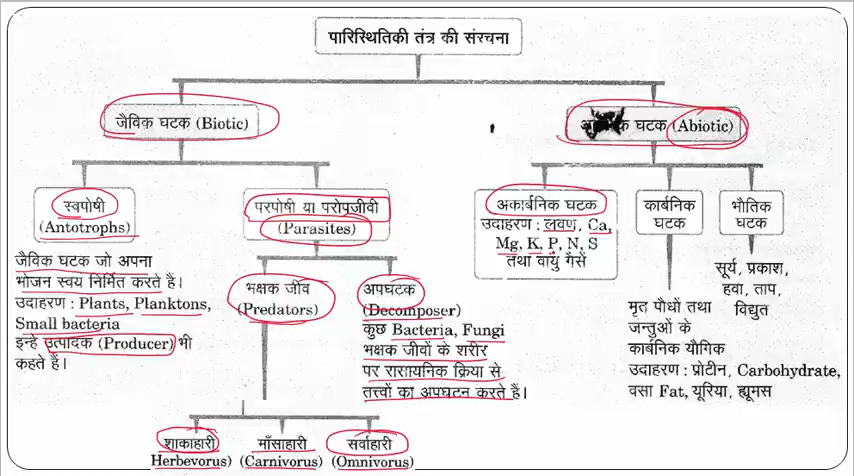 पारिस्थितिकी तंत्र की संरचना
जैविक घटक (Biotic)
घटक (Abiotic)
स्वपोषी
(Antotrophs)
जैविक घटक जो अपना
भोजन स्वय निर्मित करते है।
उदाहरण : Plants, Planktons,
Small bacteria
इन्हे उत्पादक (Producer) भी
कहते है।
परपोषी या परोपजीवी
(Parasites)
भक्षक जीव
(Predators)
अपघटक
(Decomposer)
कुछ Bacteria, Fungi
भक्षक जीवों के शरीर
पर रासायनिक क्रिया से
तत्त्वों का अपघटन करते हैं।
शाकाहारी
Herbevorus)
माँसाहारी
(Carnivorus)
सर्वाहारी
(Omnivorus)
अकार्बनिक घटक
उदाहरण : लवण, Ca,
Mg, K, P, N, S
तथा वायु गैसें
कार्बनिक
घटक
मृत पौधों तथा
जन्तुओं के
कार्बनिक यौगिक
उदाहरण : प्रोटीन, Carbohydrate,
वसा Fat, यूरिया, ह्यूमस
भौतिक
घटक
सूर्य, प्रकाश,
हवा, ताप,
विद्युत